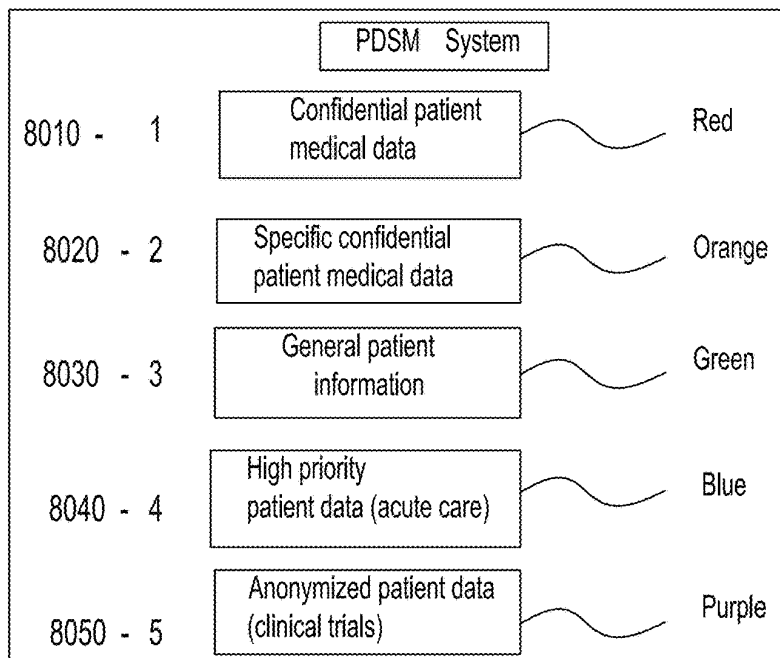 PDSM System
8010 - 1 Confidential patient medical data Red
8020 - 2 Specific confidential patient medical data Orange
8030 - 3 General patient information Green
8040 - 4 High priority patient data (acute care) Blue
8050 - 5 Anonymized patient data (clinical trials) Purple